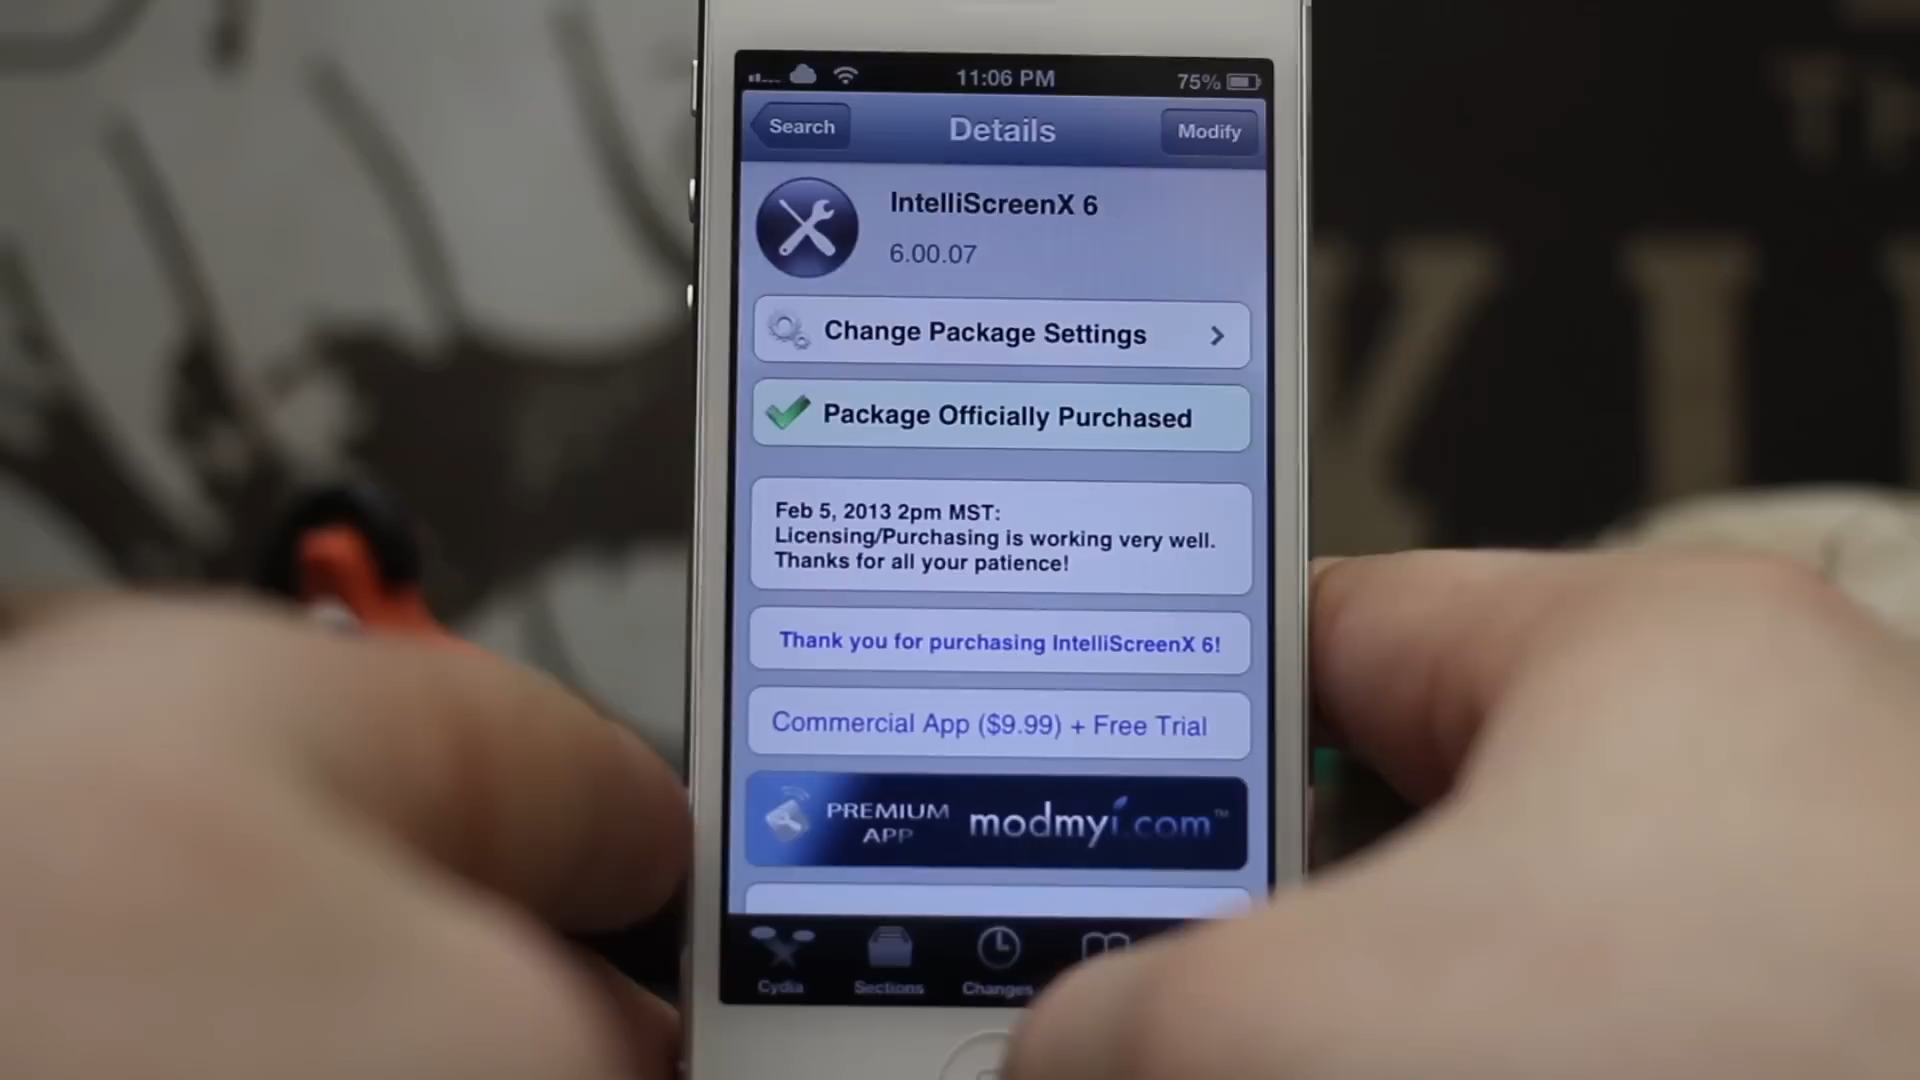 11:06 PM
75%
Search
Details
Modify
IntelliScreenX 6
6.00.07
Change Package Settings
Package Officially Purchased
Feb 5, 2013 2pm MST:
Licensing/Purchasing is working very well.
Thanks for all your patience!
Thank you for purchasing IntelliScreenX 6!
Commercial App ($9.99) + Free Trial
PREMIUM
APP
modmyi.com™
Cydia
Sections
Changes